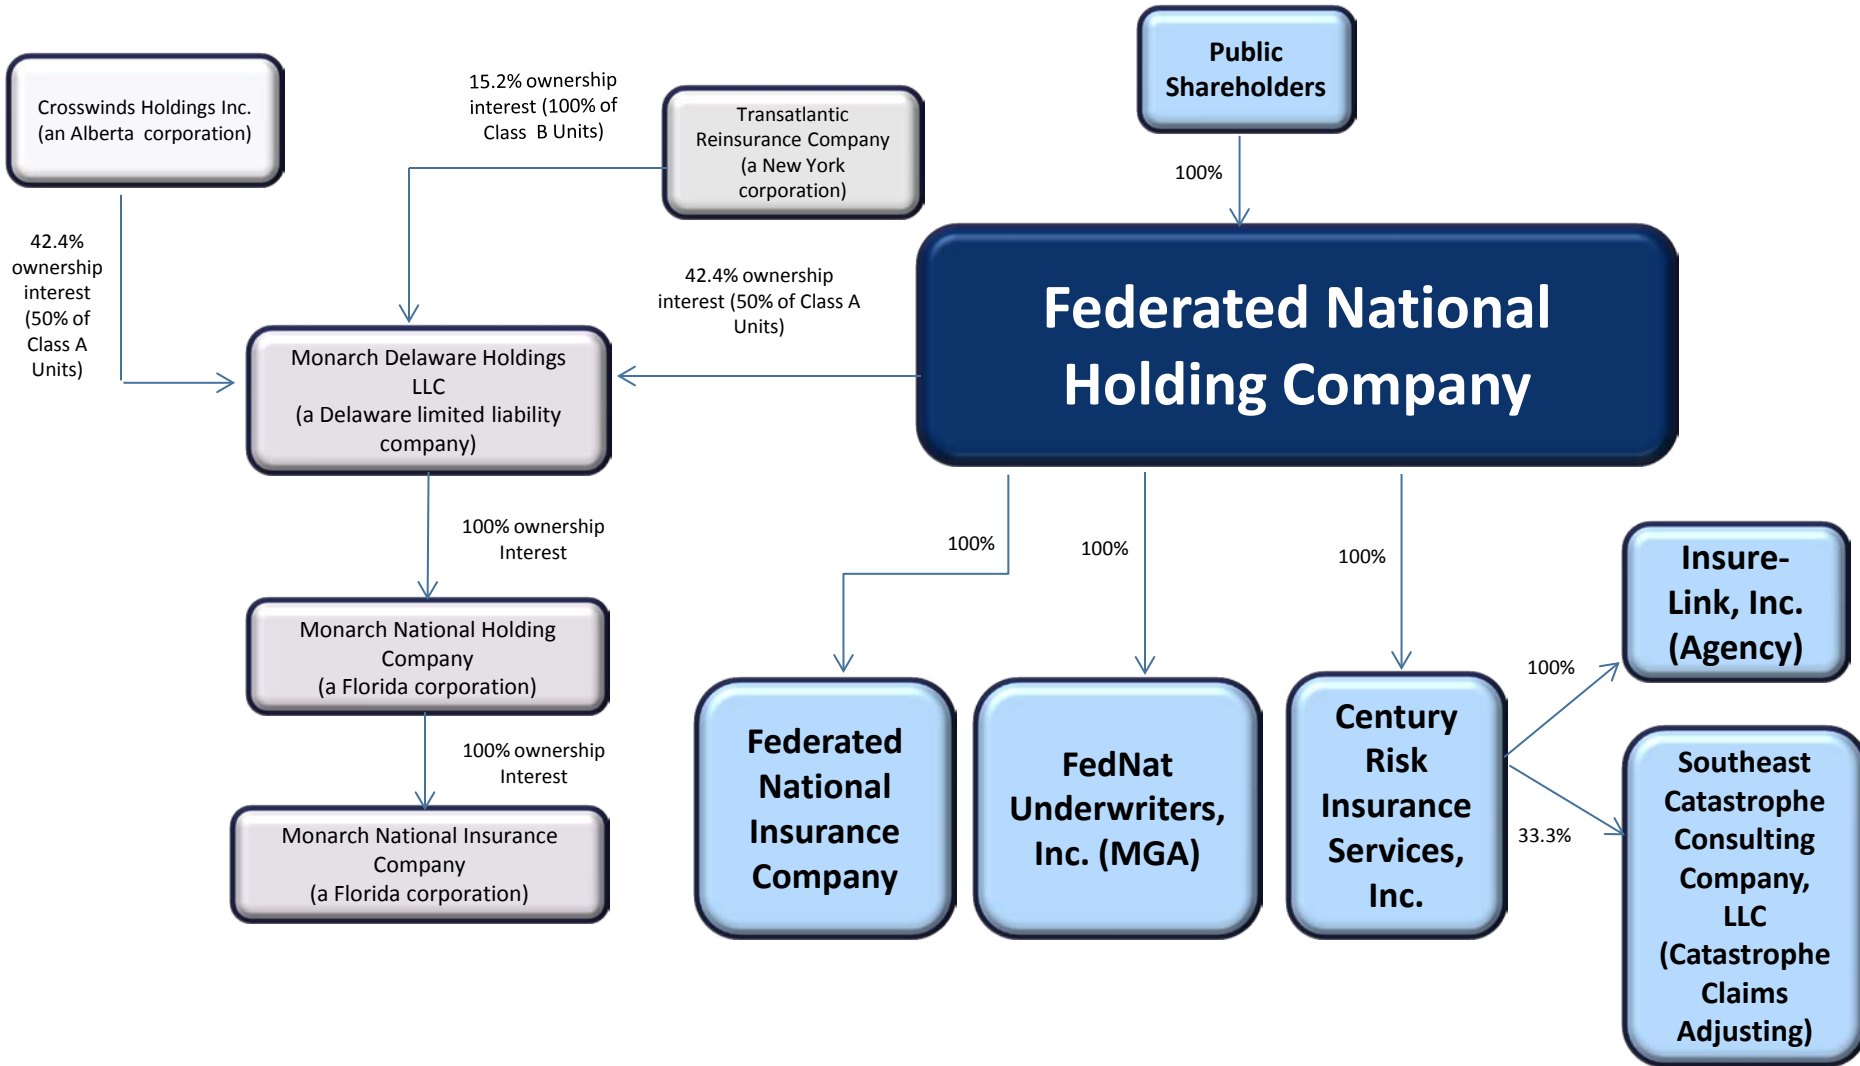 Public
Shareholders
100%
Crosswinds Holdings Inc.
(an Alberta  corporation)
15.2% ownership
interest (100% of
Class  B Units)
Transatlantic
Reinsurance Company
(a New York
corporation)
42.4%
ownership
interest
(50% of
Class A
Units)
42.4% ownership
interest (50% of Class A
Units)
Federated National
Holding Company
Monarch Delaware Holdings
LLC
(a Delaware limited liability
company)
100% ownership
Interest
Monarch National Holding
Company
(a Florida corporation)
100% ownership
Interest
Monarch National Insurance
Company
(a Florida corporation)
100%
100%
100%
Federated
National
Insurance
Company
FedNat
Underwriters,
Inc. (MGA)
Century
Risk
Insurance
Services,
Inc.
100%
33.3%
Insure-
Link, Inc.
(Agency)
Southeast
Catastrophe
Consulting
Company,
LLC
(Catastrophe
Claims
Adjusting)